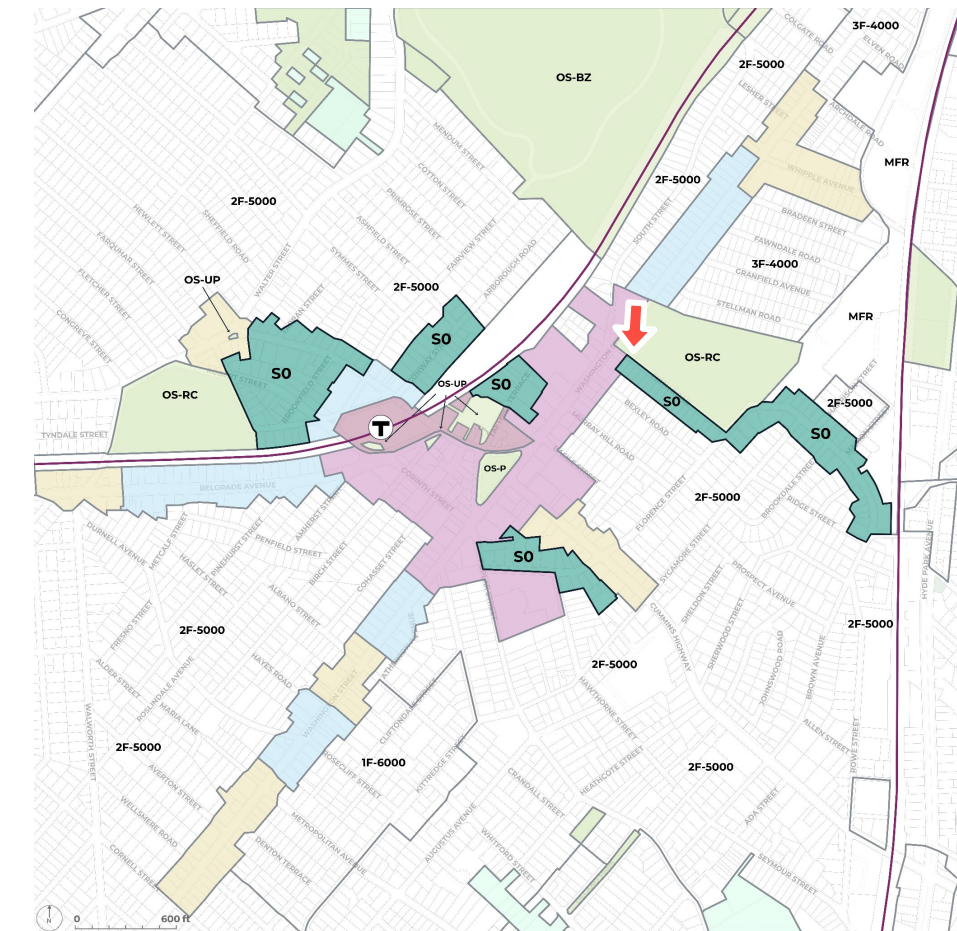 COLGATE ROAD
3F-4000
ELVEN ROAD
2F-5000
OS-BZ
LESHER STREET
ARCHDALE ROAD
MENDUM STREET
MFR
COTTON STREET
WHIPPLE AVENUE
2F-5000
PRIMROSE STREET
2F-5000
HEWLETT STREET
SHEFFIELD ROAD
ASHFIELD STREET
FAIRVIEW STREET
SOUTH STREET
BRADEEN STREET
FARQUHAR STREET
WALTER STREET
SYMMES STREET
ARBOROUGH ROAD
FAWNDALE ROAD
3F-4000
FLETCHER STREET
OS-UP
2F-5000
GRANFIELD AVENUE
CONGREVE STREET
STELLMAN ROAD
MFR
S0
OS-RC
S0
WASHINGTON
OS-UP
S0
OS-RC
S0
2F-5000
TYNDALE STREET
T
BEXLEY ROAD
MURRAY HILL ROAD
S0
OS-P
BELGRADE AVENUE
CORINTH STREET
2F-5000
FLORENCE STREET
BROOKDALE STREET
RIDGE STREET
DURNELL AVENUE
METCALF STREET
PINEHURST STREET
AMHERST STREET
PENFIELD STREET
HASLET STREET
BIRCH STREET
COHASSET STREET
S0
SYCAMORE STREET
HYDE PARK AVENUE
PROSPECT AVENUE
SHELDON STREET
ALBANO STREET
FRESNO STREET
2F-5000
CUMMINS HIGHWAY
SHERWOOD STREET
JOHNSWOOD ROAD
BROWN AVENUE
2F-5000
HAYES ROAD
2F-5000
ALDER STREET
ROSLINDALE AVENUE
MARIA LANE
WASHINGTON STREET
CLIFTONDALE STREET
HAWTHORNE STREET
WALWORTH STREET
2F-5000
ALLEN STREET
ROWE STREET
1F-6000
KITTREDGE STREET
ROSECLIFF STREET
HEATHCOTE STREET
2F-5000
AVERTON STREET
CRANDALL STREET
ADA STREET
WELLSMERE ROAD
METROPOLITAN AVENUE
AUGUSTUS AVENUE
WHITFORD STREET
CORNELL STREET
DENTON TERRACE
SEYMOUR STREET
N
0 600 ft